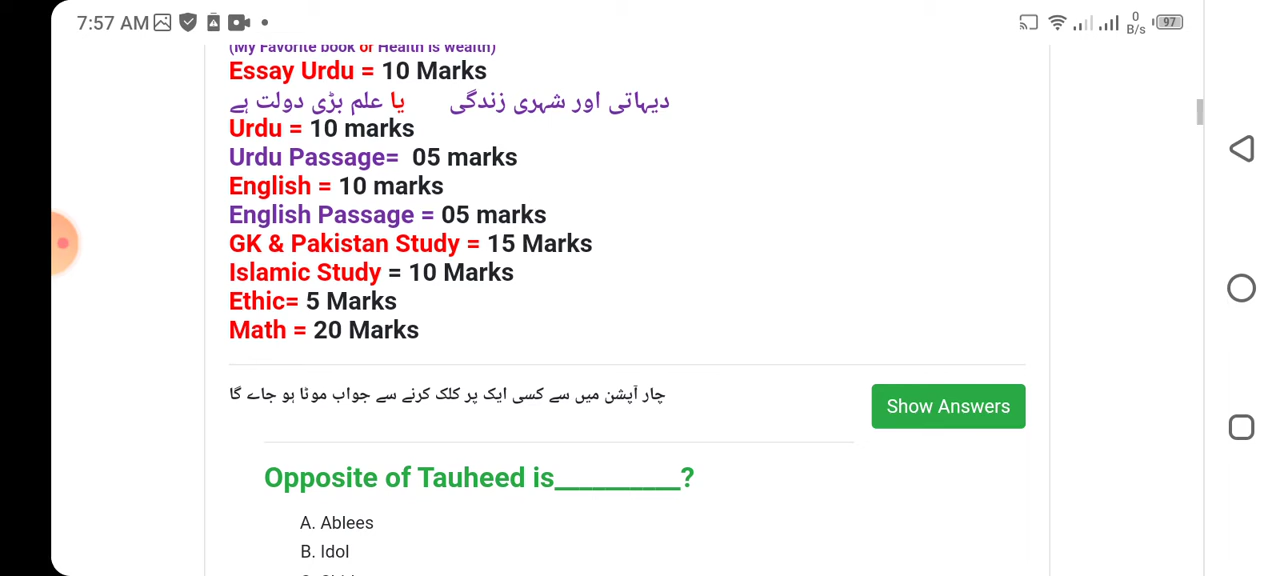 7:57 AM
0 B/s 97
(My Favorite book or Health is wealth)
Essay Urdu = 10 Marks
دیہاتی اور شہری زندگی یا علم بڑی دولت ہے
Urdu = 10 marks
Urdu Passage= 05 marks
English = 10 marks
English Passage = 05 marks
GK & Pakistan Study = 15 Marks
Islamic Study = 10 Marks
Ethic= 5 Marks
Math = 20 Marks
چار آپشن میں سے کسی ایک پر کلک کرنے سے جواب موٹا ہو جاے گا
Show Answers
Opposite of Tauheed is__________?
A. Ablees
B. Idol